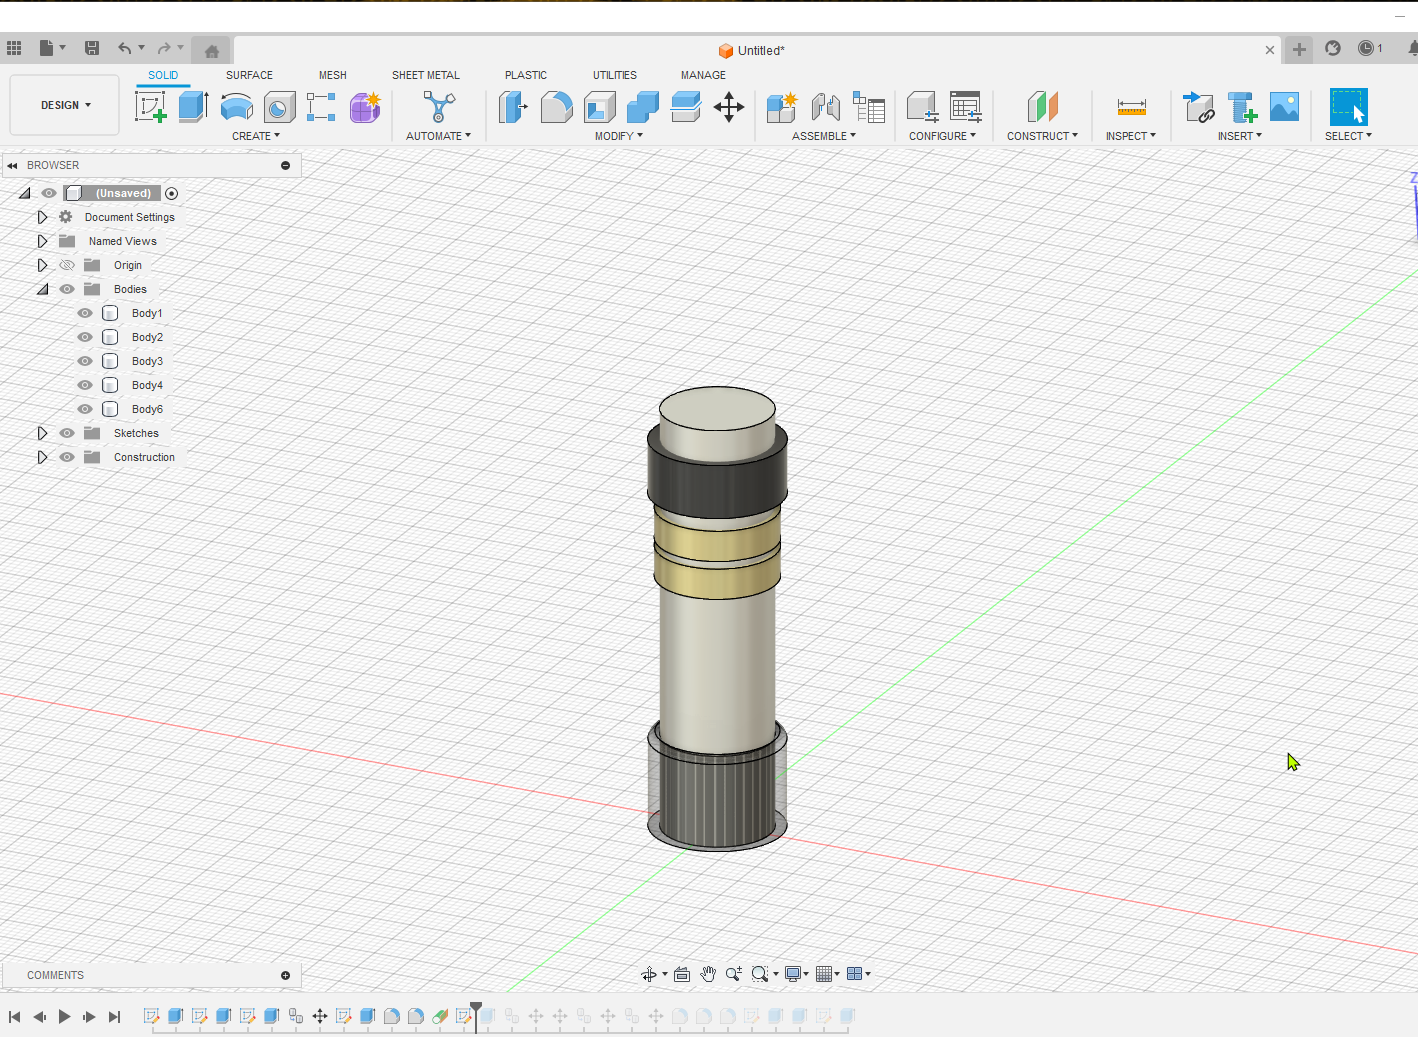 Untitled*
1
DESIGN
SOLID
SURFACE
MESH
SHEET METAL
PLASTIC
UTILITIES
MANAGE
CREATE
AUTOMATE
MODIFY
ASSEMBLE
CONFIGURE
CONSTRUCT
INSPECT
INSERT
SELECT
BROWSER
(Unsaved)
Document Settings
Named Views
Origin
Bodies
Body1
Body2
Body3
Body4
Body6
Sketches
Construction
Z
COMMENTS